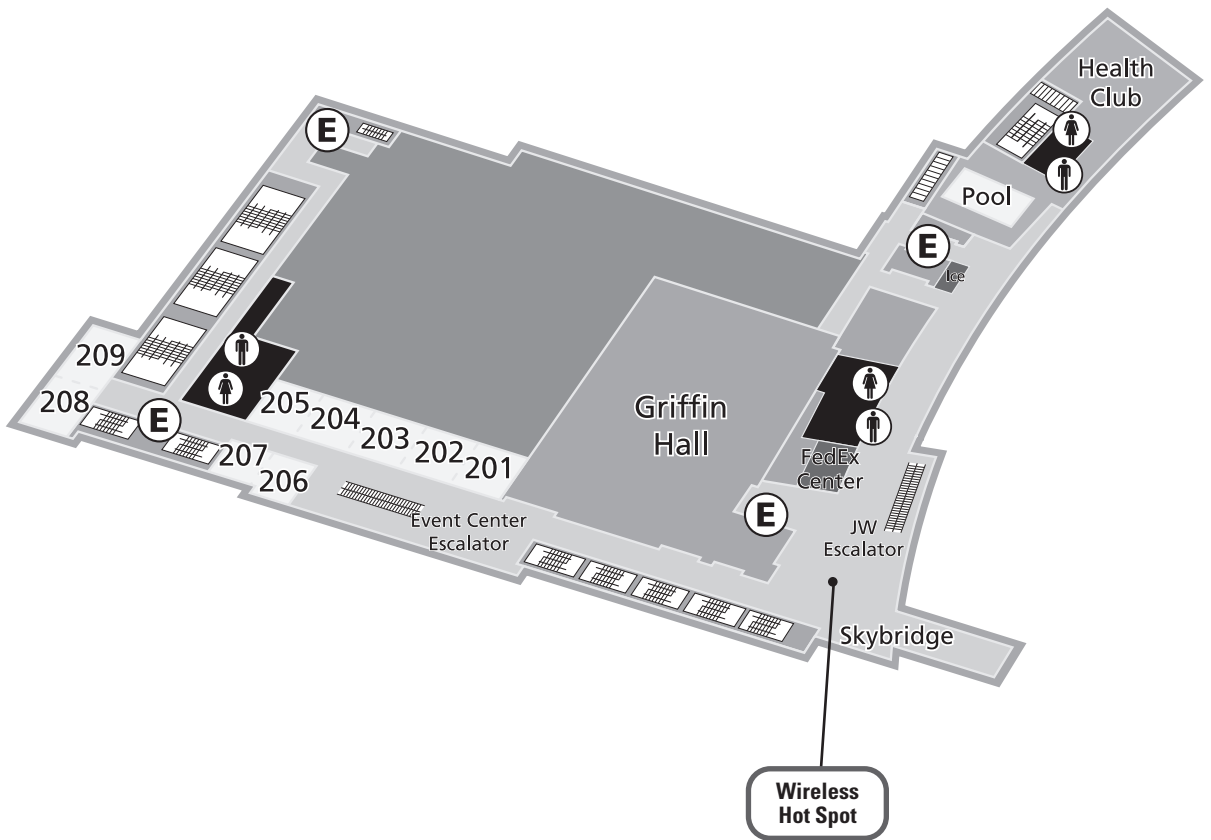 Health
Club
E
Pool
E
Ice
209
208
E
205
204
203
202
201
207
206
Griffin
Hall
FedEx
Center
E
Event Center
Escalator
JW
Escalator
Skybridge
Wireless
Hot Spot